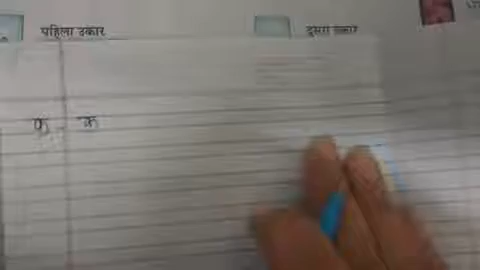 पहिला उकार दुसरा उकार
क क